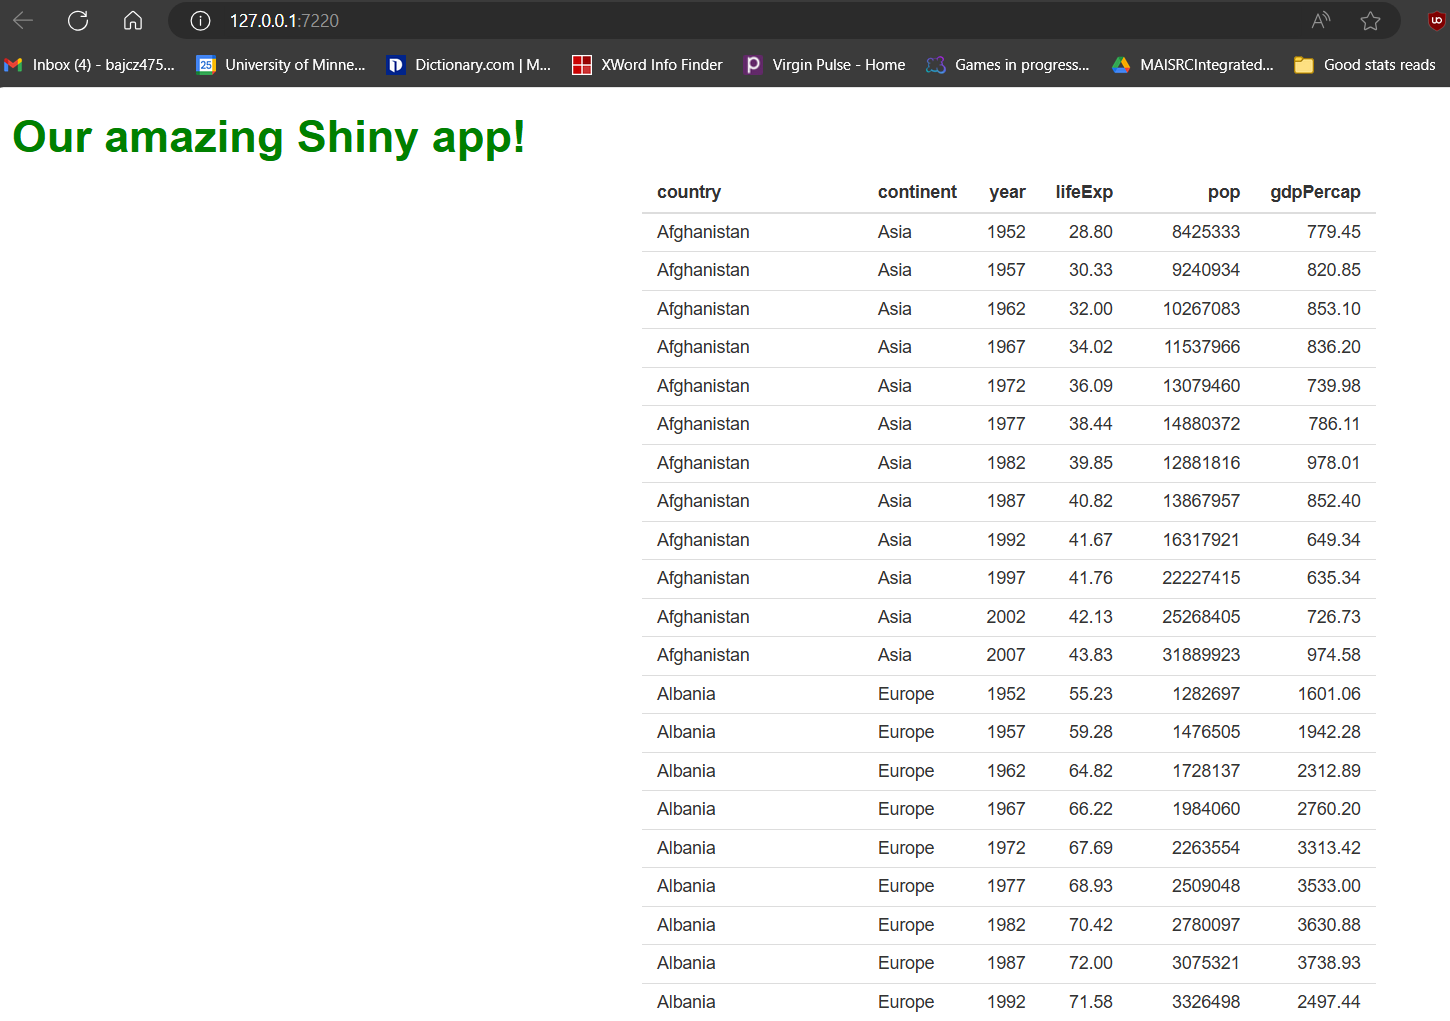 127.0.0.1:7220
Inbox (4) - bajcz475... University of Minne... Dictionary.com | M... XWord Info Finder Virgin Pulse - Home Games in progress... MAISRCIntegrated... Good stats reads
Our amazing Shiny app!
country continent year lifeExp pop gdpPercap
Afghanistan Asia 1952 28.80 8425333 779.45
Afghanistan Asia 1957 30.33 9240934 820.85
Afghanistan Asia 1962 32.00 10267083 853.10
Afghanistan Asia 1967 34.02 11537966 836.20
Afghanistan Asia 1972 36.09 13079460 739.98
Afghanistan Asia 1977 38.44 14880372 786.11
Afghanistan Asia 1982 39.85 12881816 978.01
Afghanistan Asia 1987 40.82 13867957 852.40
Afghanistan Asia 1992 41.67 16317921 649.34
Afghanistan Asia 1997 41.76 22227415 635.34
Afghanistan Asia 2002 42.13 25268405 726.73
Afghanistan Asia 2007 43.83 31889923 974.58
Albania Europe 1952 55.23 1282697 1601.06
Albania Europe 1957 59.28 1476505 1942.28
Albania Europe 1962 64.82 1728137 2312.89
Albania Europe 1967 66.22 1984060 2760.20
Albania Europe 1972 67.69 2263554 3313.42
Albania Europe 1977 68.93 2509048 3533.00
Albania Europe 1982 70.42 2780097 3630.88
Albania Europe 1987 72.00 3075321 3738.93
Albania Europe 1992 71.58 3326498 2497.44